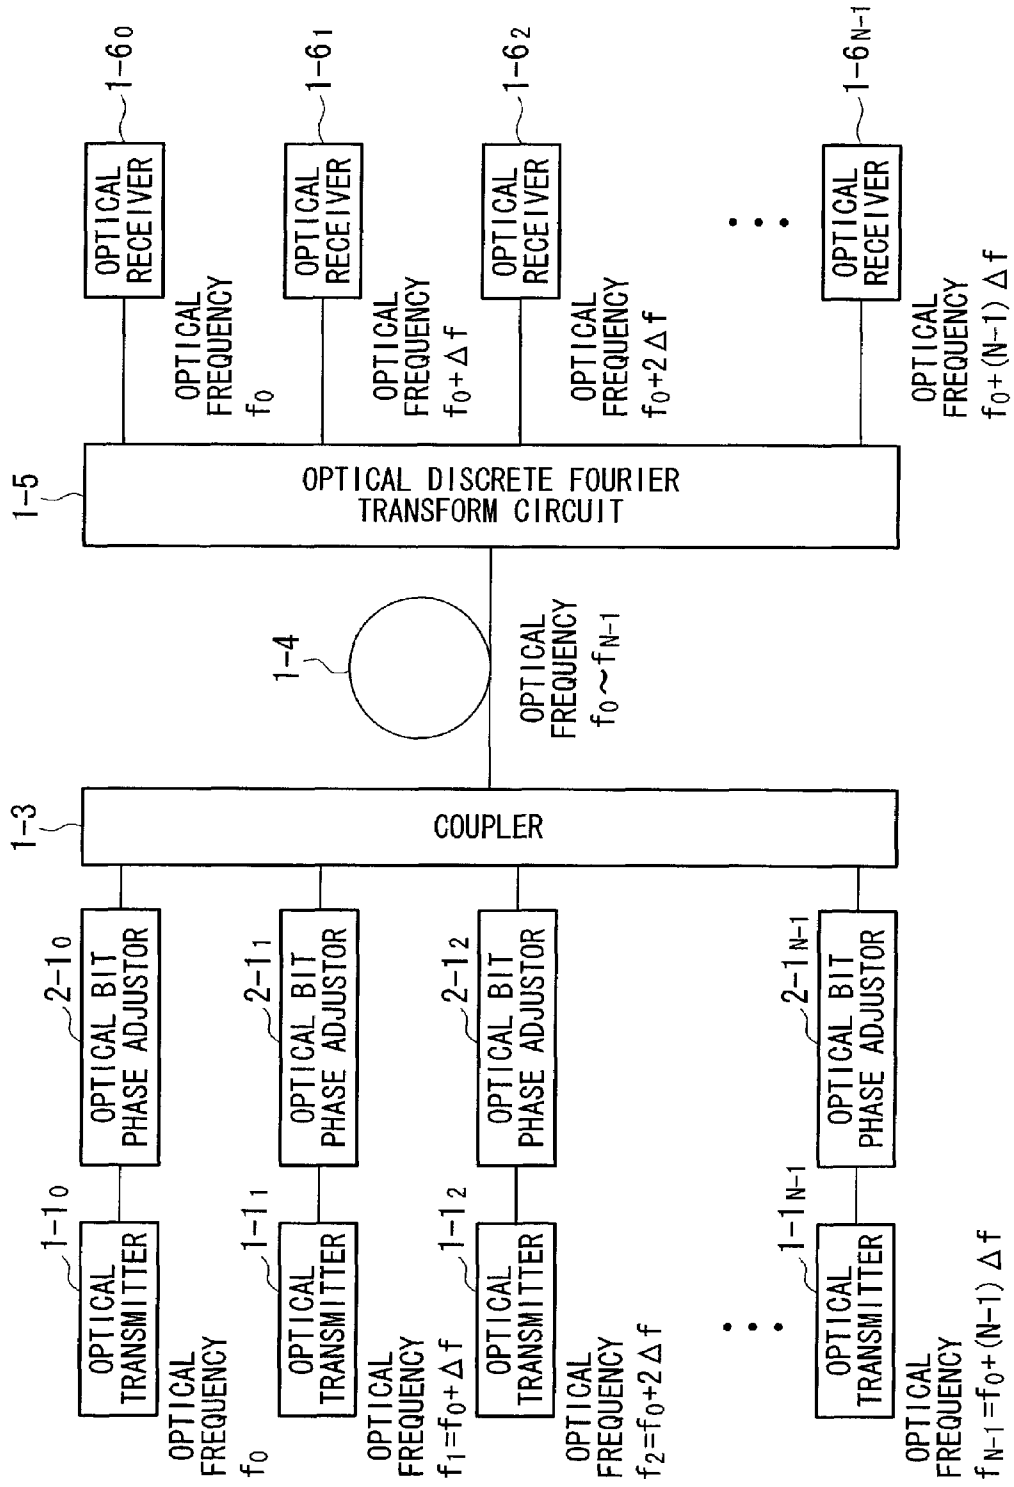 1-1₀
OPTICAL
TRANSMITTER
OPTICAL
FREQUENCY
f₀
2-1₀
OPTICAL BIT
PHASE ADJUSTOR
1-1₁
OPTICAL
TRANSMITTER
OPTICAL
FREQUENCY
f₁=f₀+Δf
2-1₁
OPTICAL BIT
PHASE ADJUSTOR
1-1₂
OPTICAL
TRANSMITTER
OPTICAL
FREQUENCY
f₂=f₀+2Δf
2-1₂
OPTICAL BIT
PHASE ADJUSTOR
1-1N-1
OPTICAL
TRANSMITTER
OPTICAL
FREQUENCY
fN-1=f₀+(N-1)Δf
2-1N-1
OPTICAL BIT
PHASE ADJUSTOR
1-3
COUPLER
1-4
OPTICAL
FREQUENCY
f₀~fN-1
1-5
OPTICAL DISCRETE FOURIER
TRANSFORM CIRCUIT
1-6₀
OPTICAL
RECEIVER
OPTICAL
FREQUENCY
f₀
1-6₁
OPTICAL
RECEIVER
OPTICAL
FREQUENCY
f₀+Δf
1-6₂
OPTICAL
RECEIVER
OPTICAL
FREQUENCY
f₀+2Δf
1-6N-1
OPTICAL
RECEIVER
OPTICAL
FREQUENCY
f₀+(N-1)Δf